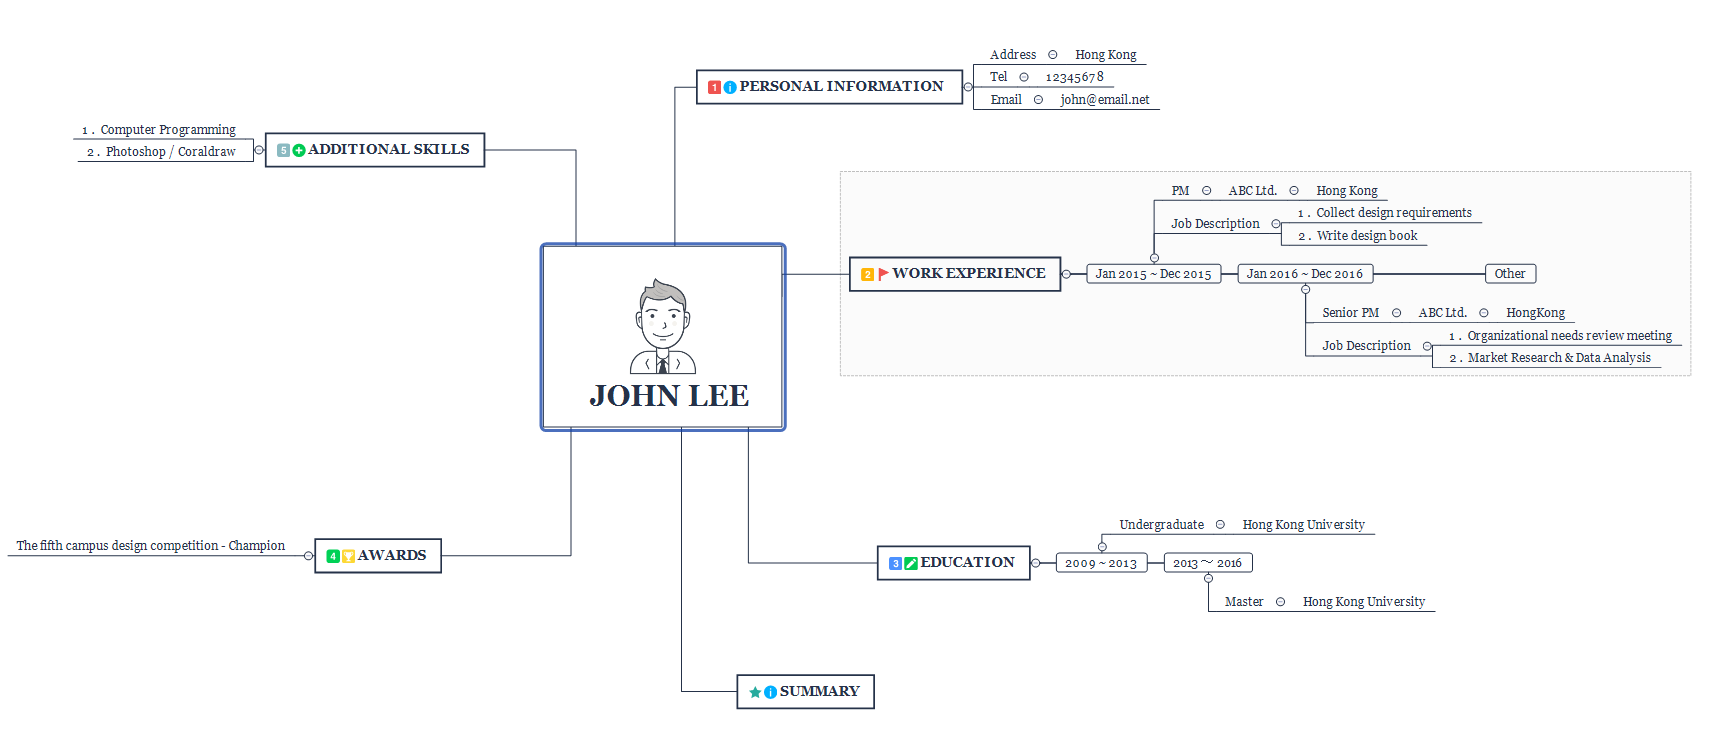 1 PERSONAL INFORMATION
Address Hong Kong
Tel 12345678
Email john@email.net
5 ADDITIONAL SKILLS
1 . Computer Programming
2 . Photoshop / Coraldraw
JOHN LEE
2 WORK EXPERIENCE
Jan 2015 ~ Dec 2015
PM ABC Ltd. Hong Kong
Job Description
1 . Collect design requirements
2 . Write design book
Jan 2016 ~ Dec 2016
Senior PM ABC Ltd. HongKong
Job Description
1 . Organizational needs review meeting
2 . Market Research & Data Analysis
Other
4 AWARDS
The fifth campus design competition - Champion
3 EDUCATION
2009 ~ 2013
Undergraduate Hong Kong University
2013 ～ 2016
Master Hong Kong University
SUMMARY